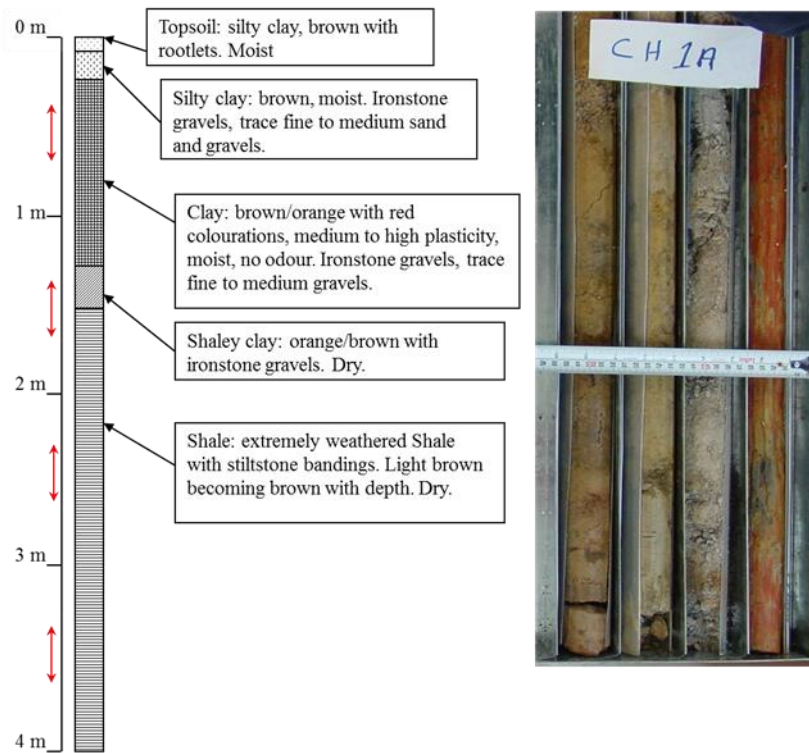 0 m
Topsoil: silty clay, brown with
rootlets. Moist
Silty clay: brown, moist. Ironstone
gravels, trace fine to medium sand
and gravels.
1 m
Clay: brown/orange with red
colourations, medium to high plasticity,
moist, no odour. Ironstone gravels, trace
fine to medium gravels.
Shaley clay: orange/brown with
ironstone gravels. Dry.
2 m
Shale: extremely weathered Shale
with stiltstone bandings. Light brown
becoming brown with depth. Dry.
3 m
4 m
CH 1A